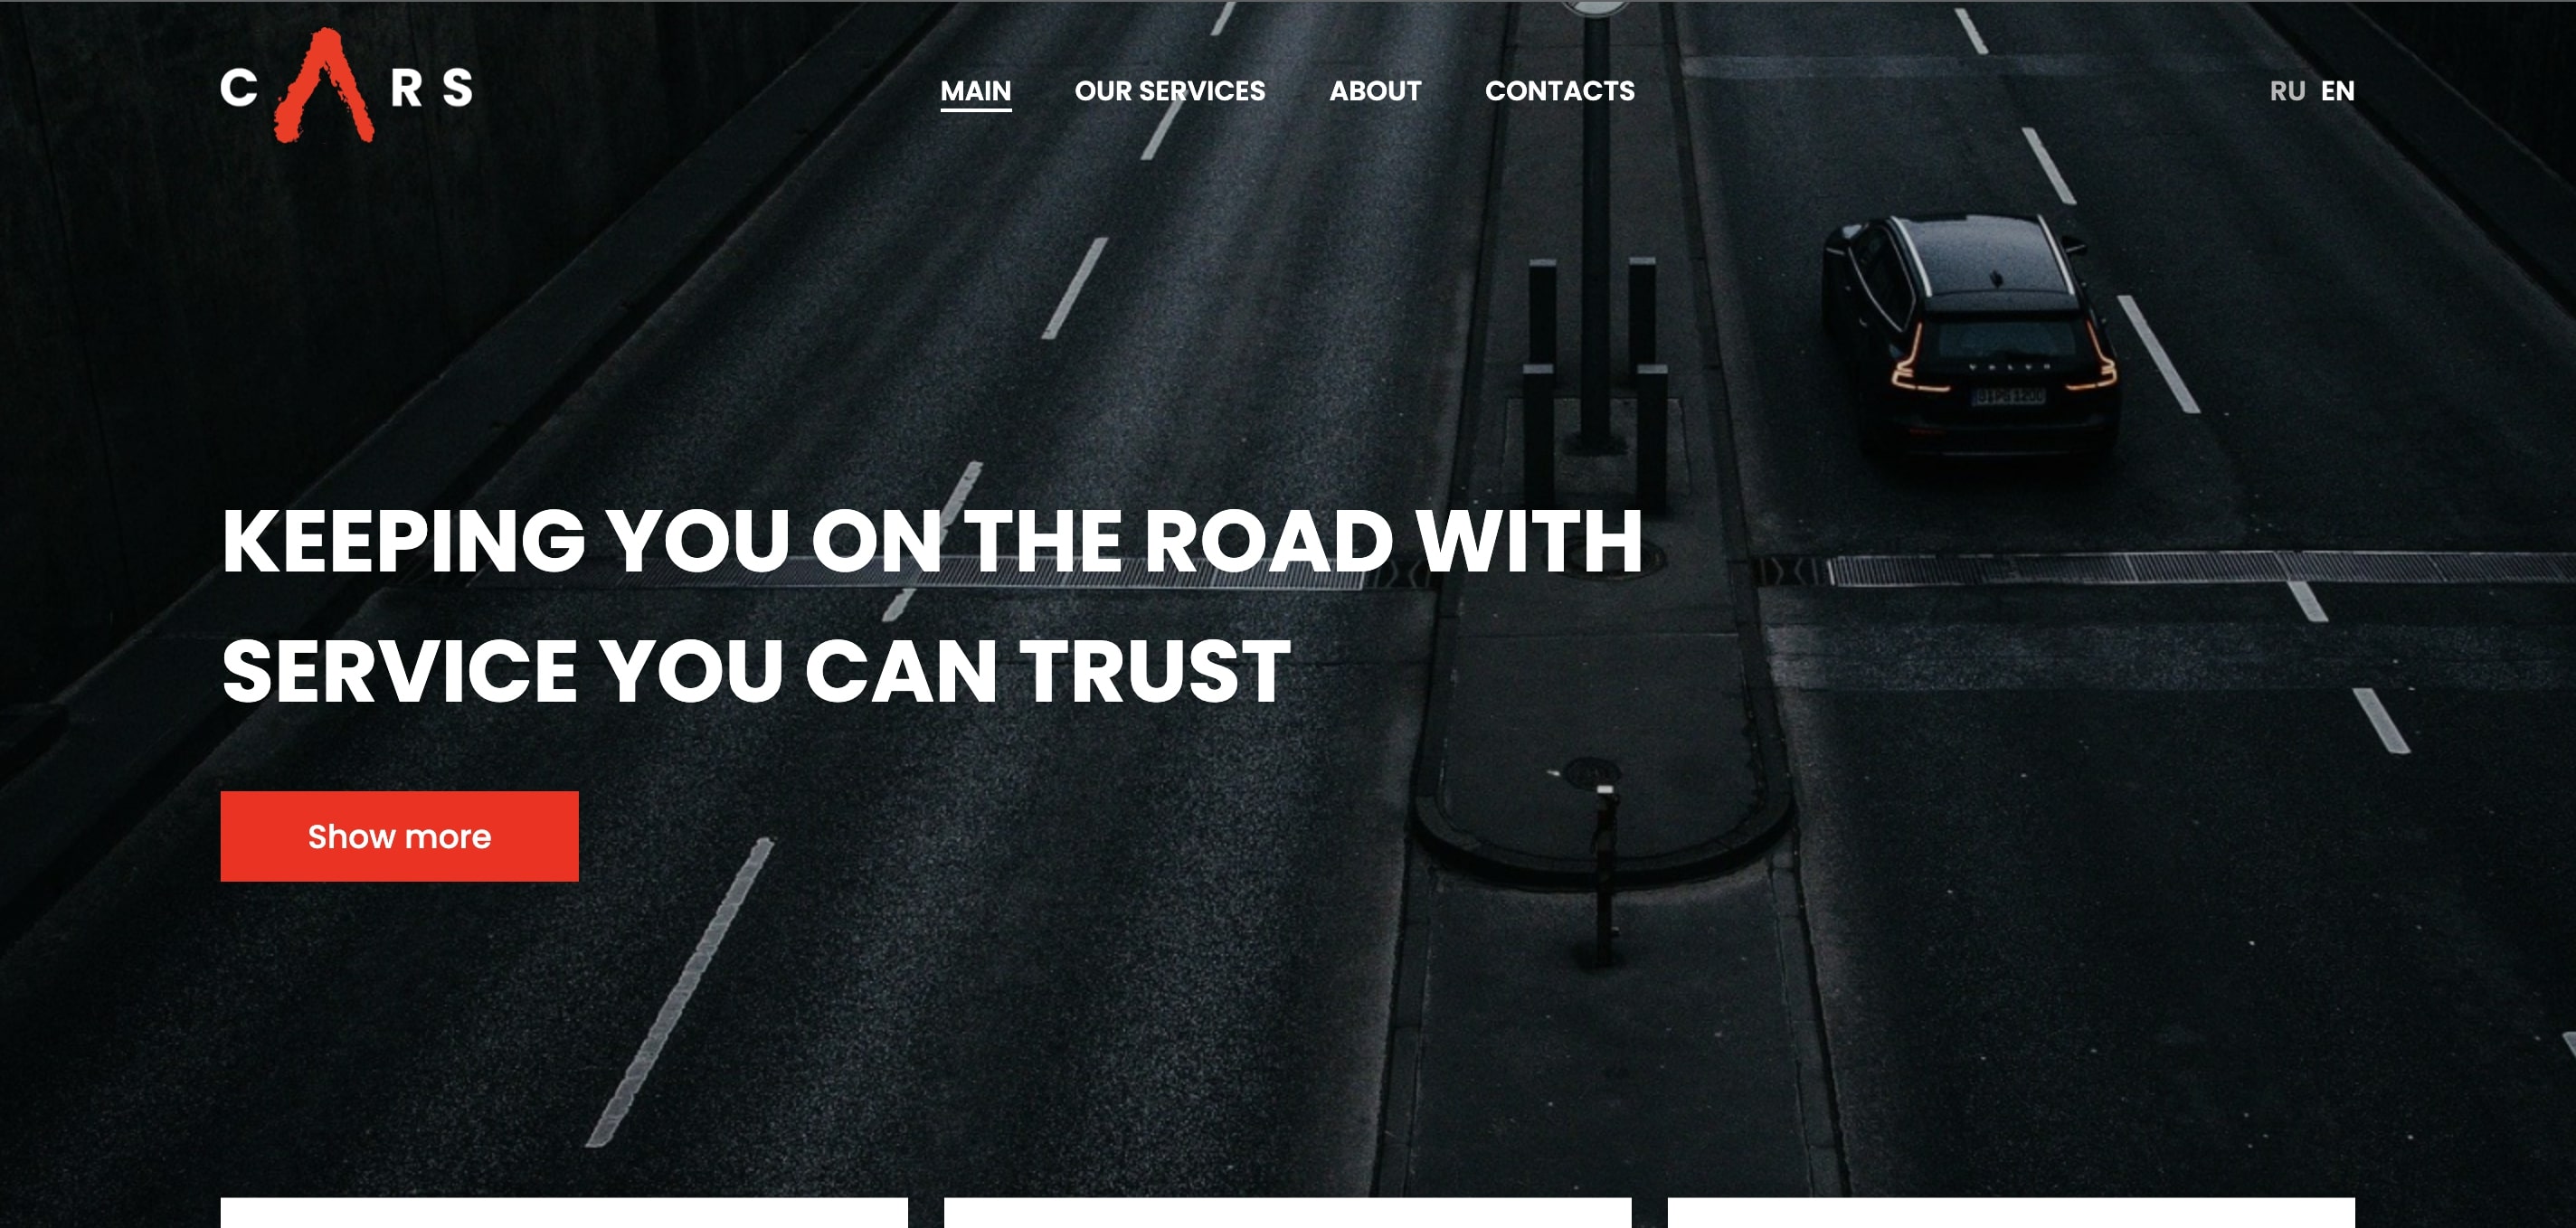 CARS
MAIN OUR SERVICES ABOUT CONTACTS
RU EN
VOLVO
KEEPING YOU ON THE ROAD WITH
SERVICE YOU CAN TRUST
Show more